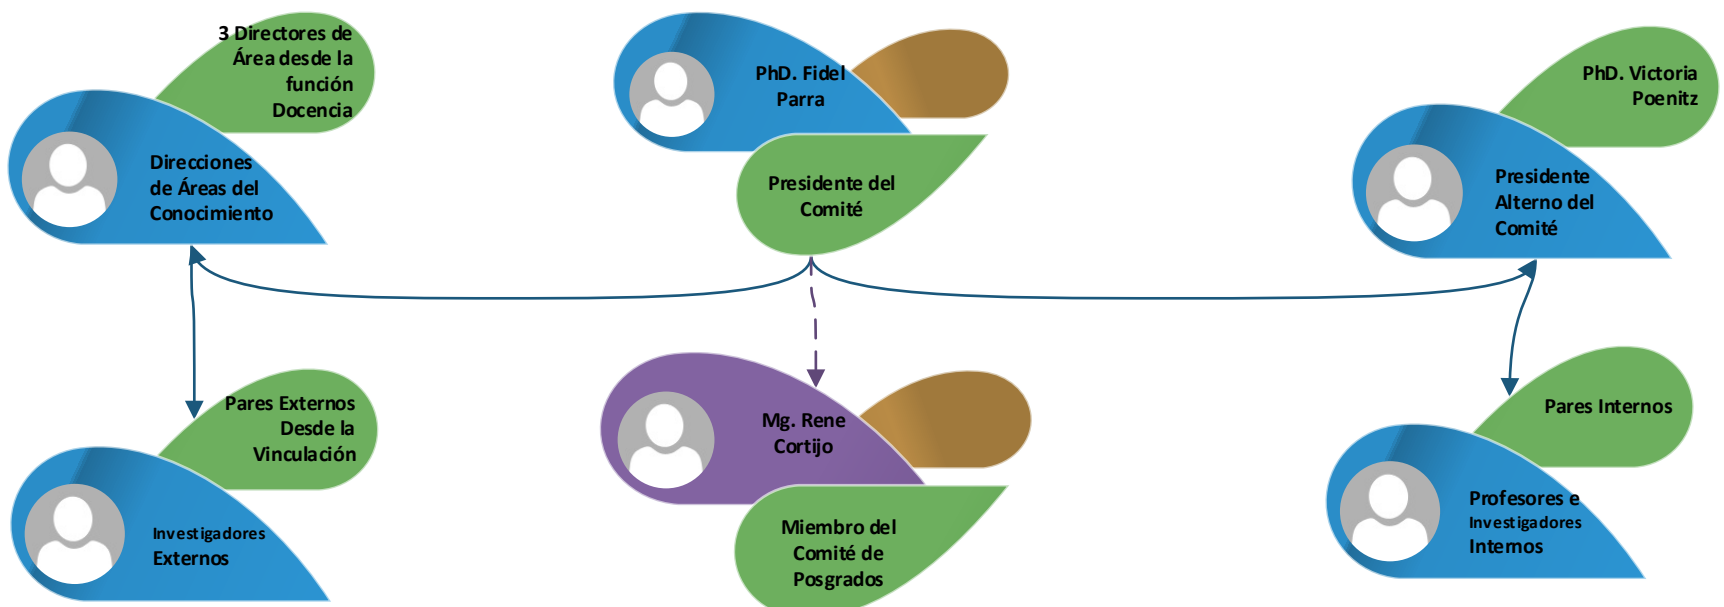 3 Directores de
Área desde la
función
Docencia
Direcciones
de Áreas del
Conocimiento
PhD. Fidel
Parra
Presidente del
Comité
PhD. Victoria
Poenitz
Presidente
Alterno del
Comité
Pares Externos
Desde la
Vinculación
Investigadores
Externos
Mg. Rene
Cortijo
Miembro del
Comité de
Posgrados
Pares Internos
Profesores e
Investigadores
Internos